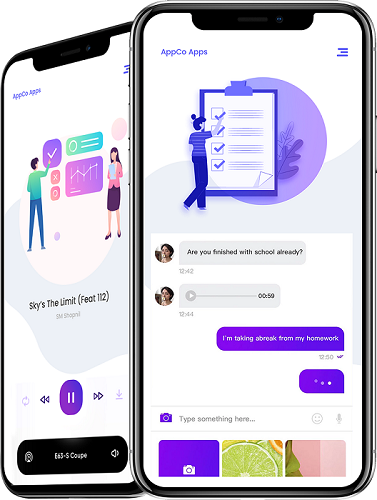 AppCo Apps
Sky's The Limit (Feat 112)
SM Shopnil
E63-S Coupe
AppCo Apps
Are you finished with school already?
12:42
00:59
12:44
I'm taking abreak from my homework
12:50
Type something here...